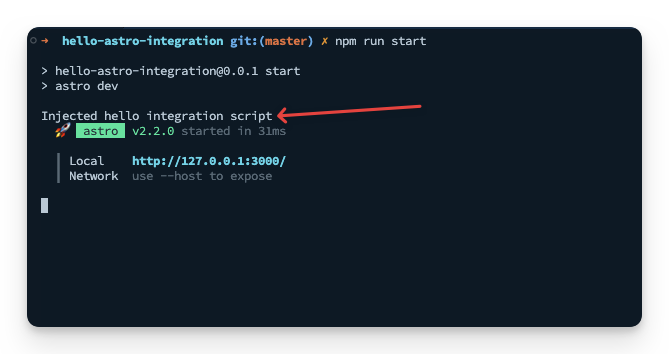 ➜ hello-astro-integration git:(master) ✗ npm run start
> hello-astro-integration@0.0.1 start
> astro dev
Injected hello integration script
🚀 astro v2.2.0 started in 31ms
Local http://127.0.0.1:3000/
Network use --host to expose